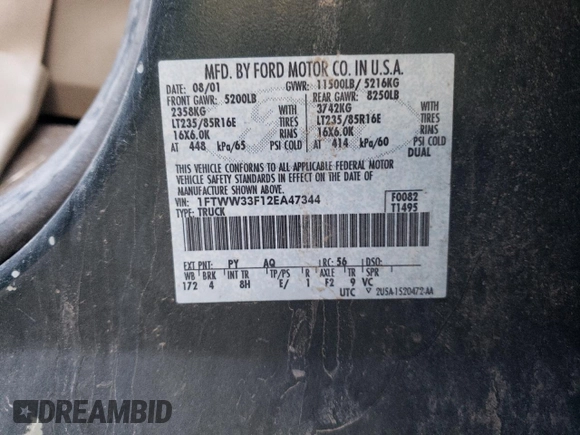 MFD. BY FORD MOTOR CO. IN U.S.A.
DATE: 08/01 GVWR: 11500LB/ 5216KG
FRONT GAWR: 5200LB REAR GAWR: 8250LB
2358KG WITH 3742KG WITH
LT235/85R16E TIRES LT235/85R16E TIRES
16X6.0K RIMS 16X6.0K RIMS
AT 448 kPa/65 PSI COLD AT 414 kPa/60 PSI COLD
DUAL
THIS VEHICLE CONFORMS TO ALL APPLICABLE FEDERAL MOTOR
VEHICLE SAFETY STANDARDS IN EFFECT ON THE DATE OF
MANUFACTURE SHOWN ABOVE.
VIN: 1FTWW33F12EA47344 F0082
TYPE: TRUCK T1495
EXT PNT: PY AQ RC: 56 DSO:
WB BRK INT TR TP/PS R AXLE TR SPR
172 4 8H E/ 1 F2 9 VC
UTC ▽ 2U5A-1520472-AA
DREAMBID